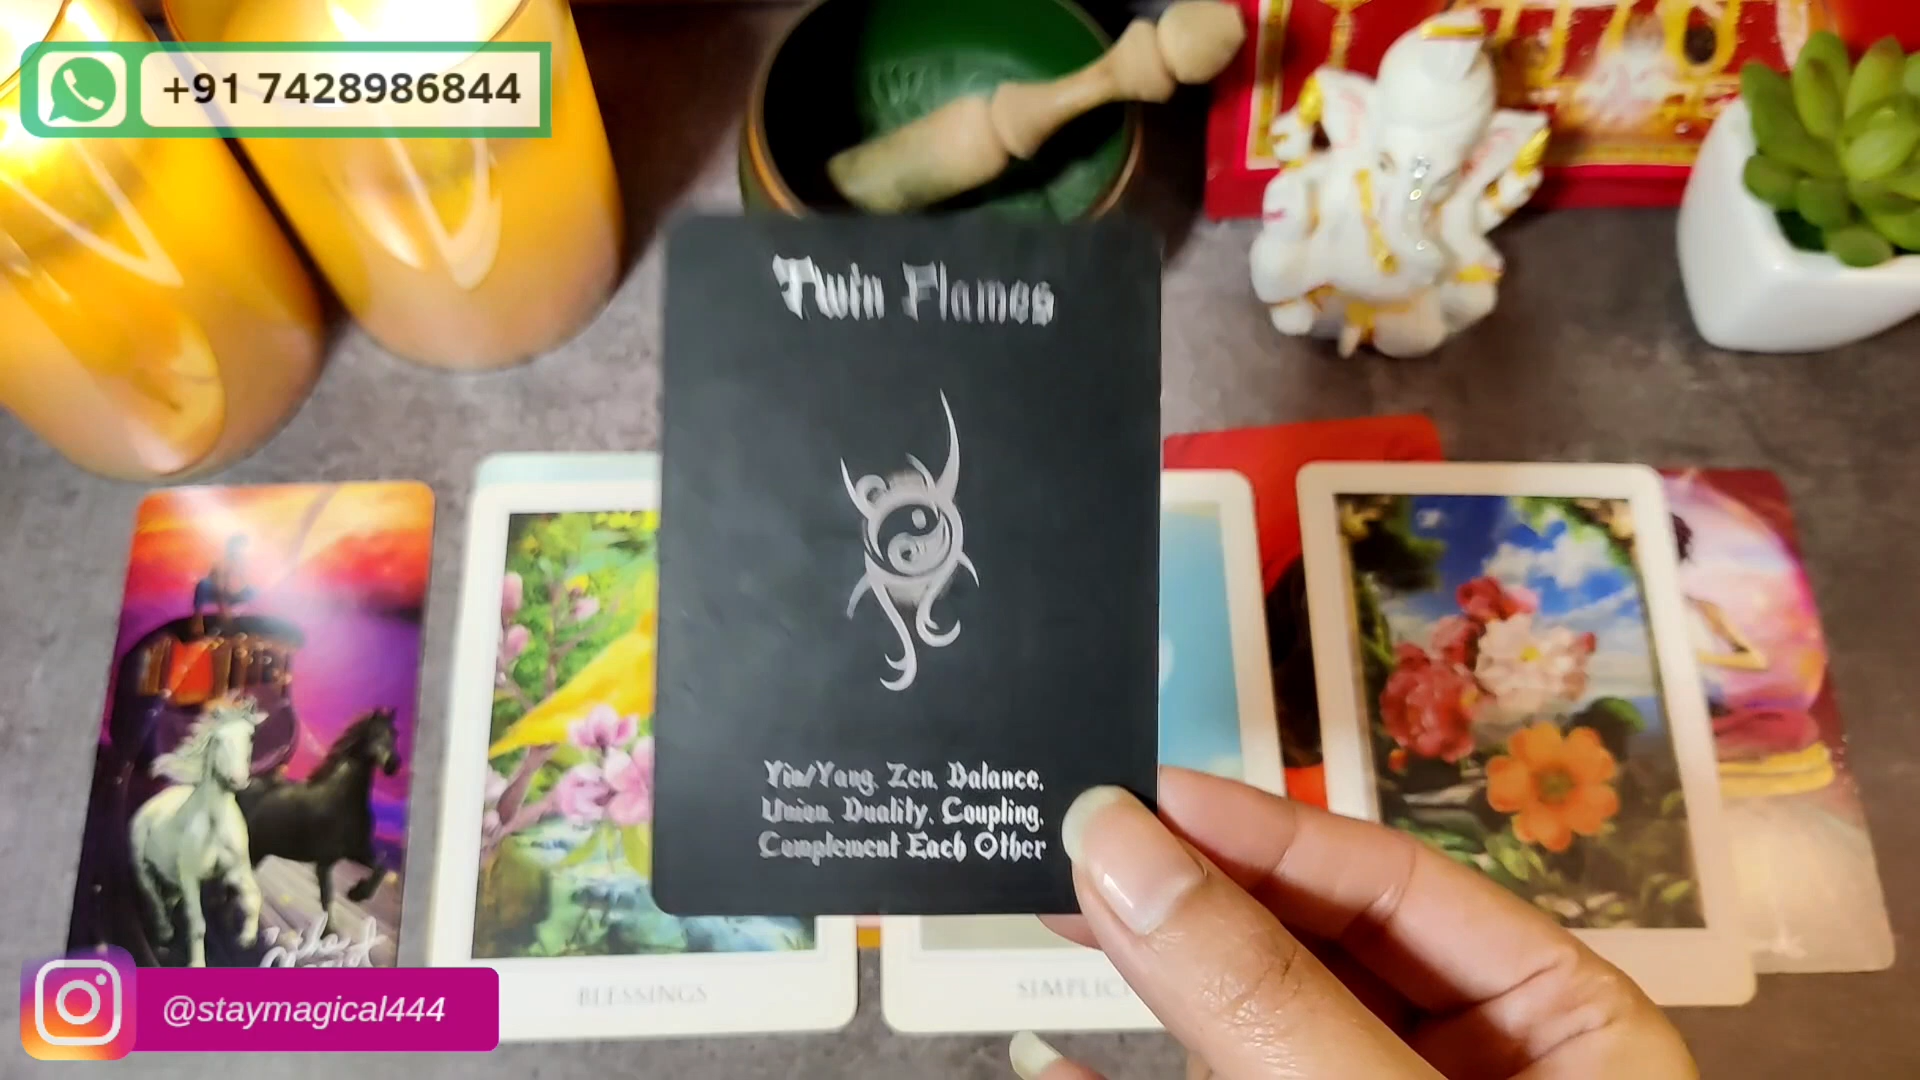 +91 7428986844
Twin Flames
Yin/Yang, Zen, Balance,
Union, Duality, Coupling,
Complement Each Other
BLESSINGS
@staymagical444